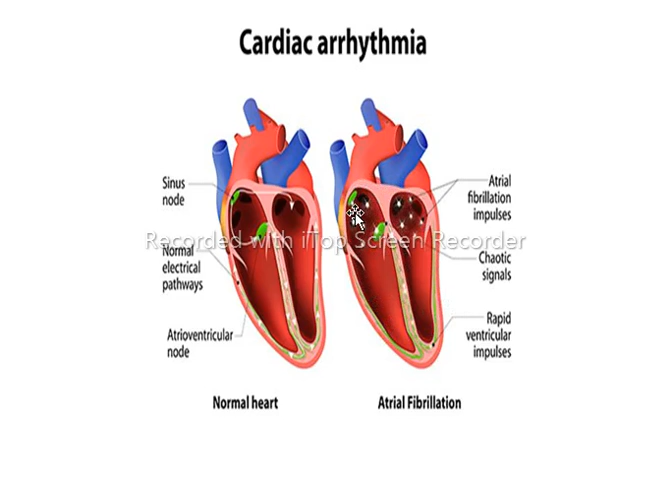 Cardiac arrhythmia
Sinus
node
Normal
electrical
pathways
Atrioventricular
node
Atrial
fibrillation
impulses
Chaotic
signals
Rapid
ventricular
impulses
Recorded with iTop Screen Recorder
Normal heart
Atrial Fibrillation